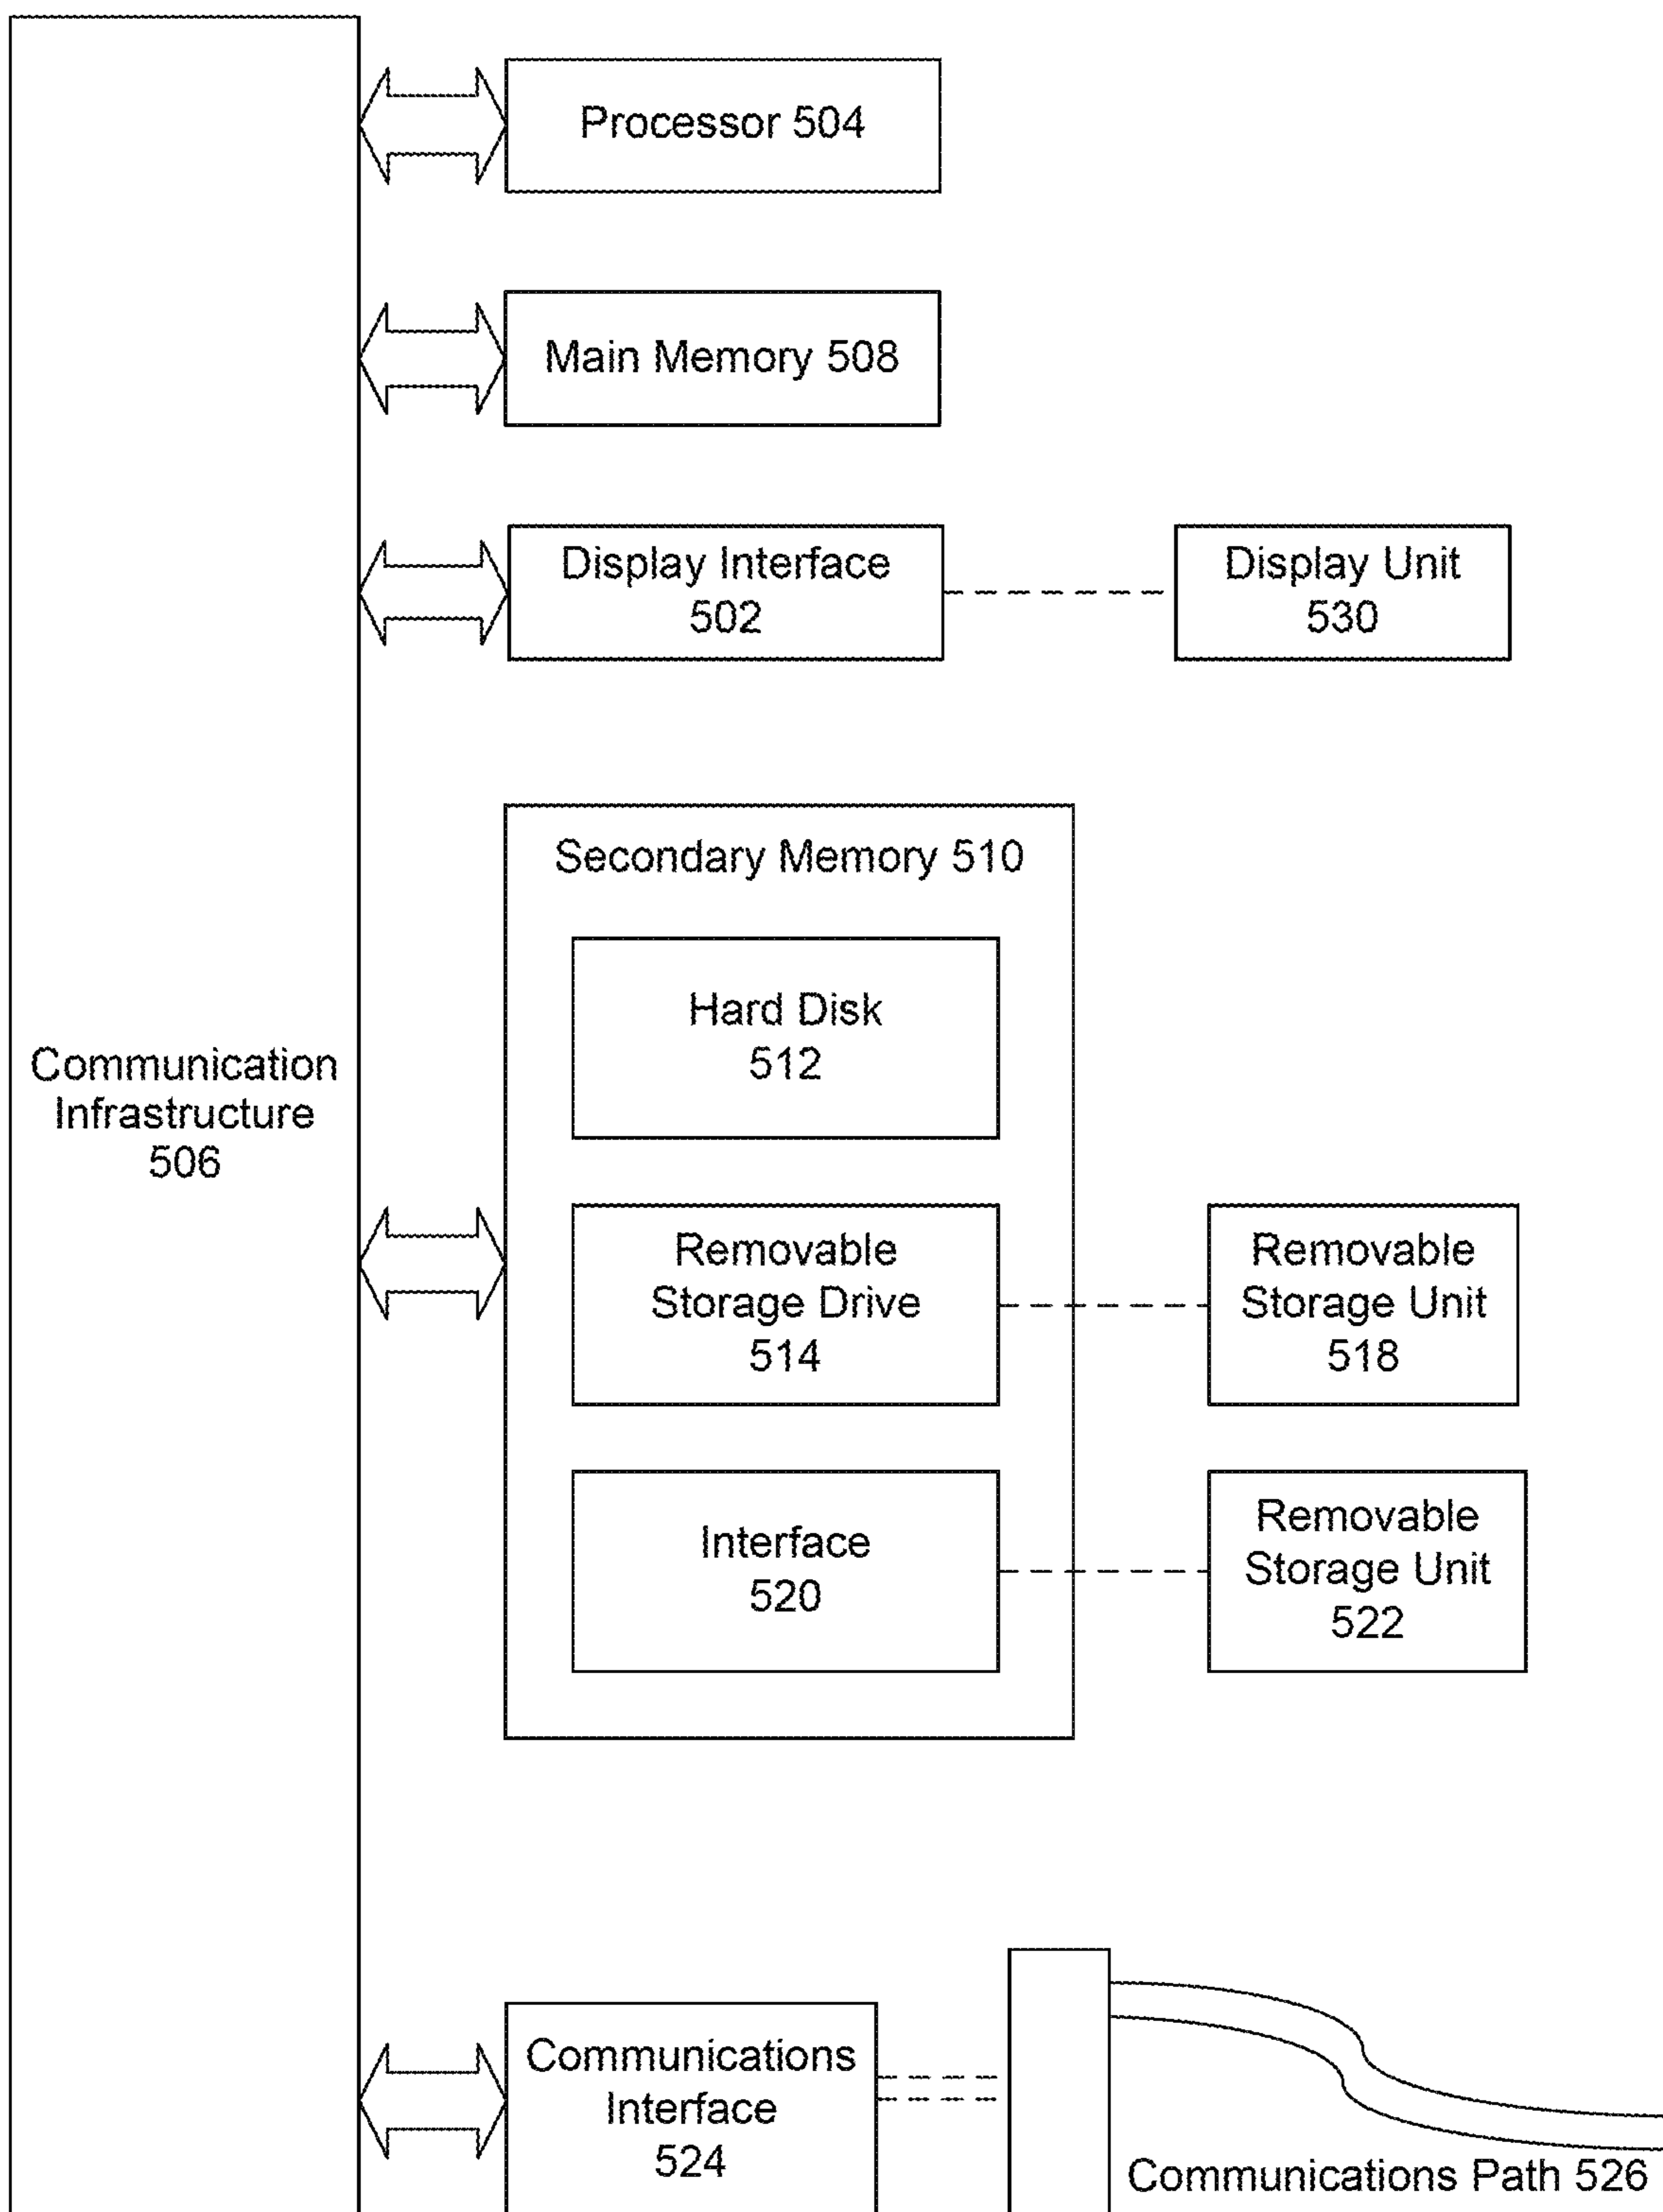 Processor 504
Main Memory 508
Display Interface
502
Display Unit
530
Secondary Memory 510
Hard Disk
512
Communication
Infrastructure
506
Removable
Storage Drive
514
Removable
Storage Unit
518
Interface
520
Removable
Storage Unit
522
Communications
Interface
524
Communications Path 526